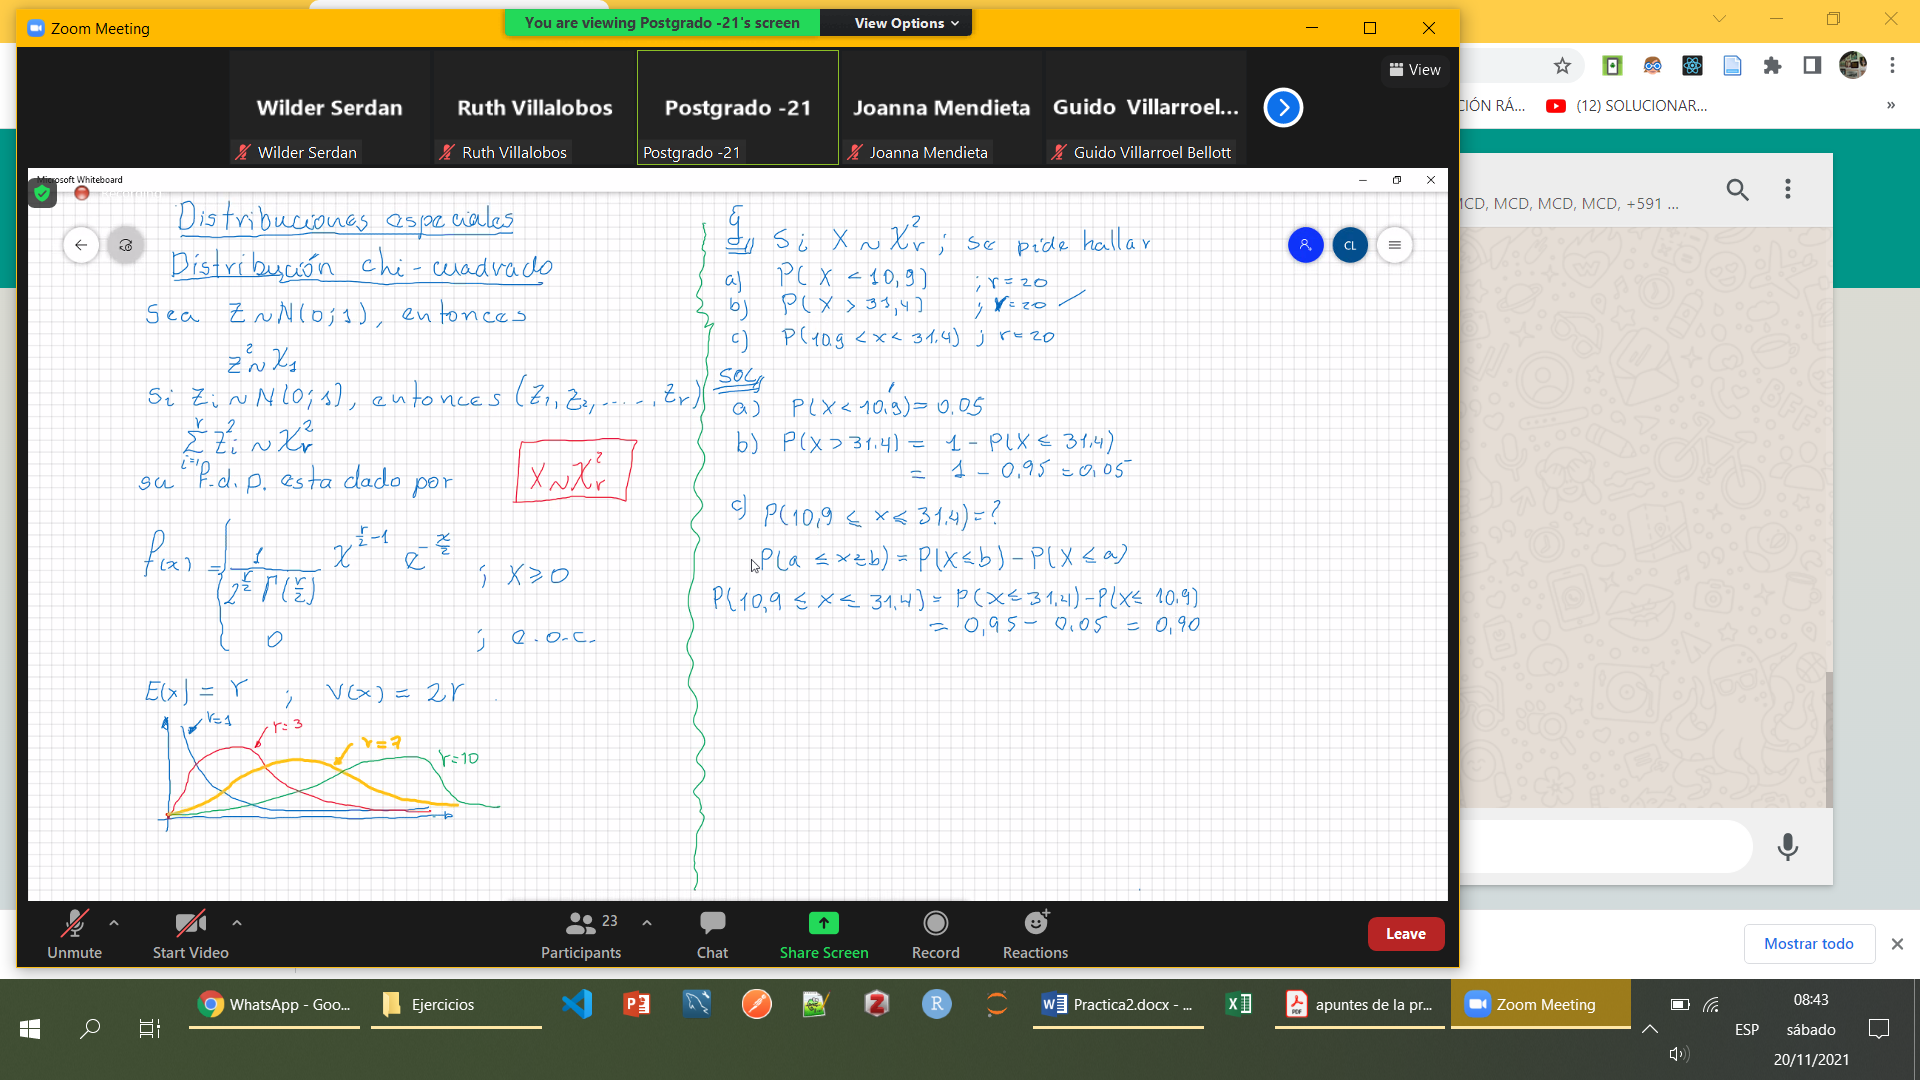 Zoom Meeting
You are viewing Postgrado -21's screen
View Options
View
Wilder Serdan
Ruth Villalobos
Postgrado -21
Joanna Mendieta
Guido Villarroel...
Wilder Serdan
Ruth Villalobos
Postgrado -21
Joanna Mendieta
Guido Villarroel Bellott
CIÓN RÁ...
(12) SOLUCIONAR...
»
MCD, MCD, MCD, MCD, +591 ...
Microsoft Whiteboard
CL
Distribuciones especiales
Distribución chi-cuadrado
Sea Z ~ N(0;1), entonces
Z² ~ χ₁
Si Zi ~ N(0;1), entonces (Z₁, Z₂, ....., Zr)
∑ᵢ₌₁ʳ Zᵢ² ~ χᵣ²
su f.d.p. esta dado por
X ~ χᵣ²
f(x) = { 1 / (2^(r/2) Γ(r/2)) x^(r/2 - 1) e^(-x/2) ; x ≥ 0
0 ; e.o.c.
E(x) = r ; V(x) = 2r
r=1
r=3
r=7
r=10
Ej Si X ~ χᵣ² ; se pide hallar
a) P(X < 10,9) ; r=20
b) P(X > 31,4) ; r=20
c) P(10.9 < x < 31.4) ; r=20
SOL
a) P(X < 10,9) = 0.05
b) P(X > 31.4) = 1 - P(X ≤ 31.4)
= 1 - 0,95 = 0,05
c) P(10,9 ≤ x ≤ 31.4) = ?
P(a ≤ x ≤ b) = P(X ≤ b) - P(X ≤ a)
P(10,9 ≤ x ≤ 31.4) = P(X ≤ 31.4) - P(X ≤ 10.9)
= 0,95 - 0.05 = 0,90
Unmute
Start Video
Participants
23
Chat
Share Screen
Record
Reactions
Leave
Mostrar todo
WhatsApp - Goo...
Ejercicios
Practica2.docx - ...
apuntes de la pr...
Zoom Meeting
ESP
08:43
sábado
20/11/2021